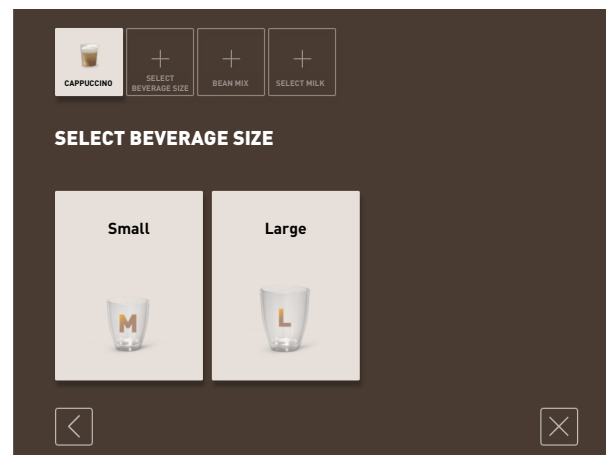 CAPPUCCINO
SELECT
BEVERAGE SIZE
BEAN MIX
SELECT MILK
SELECT BEVERAGE SIZE
Small
Large
M
L